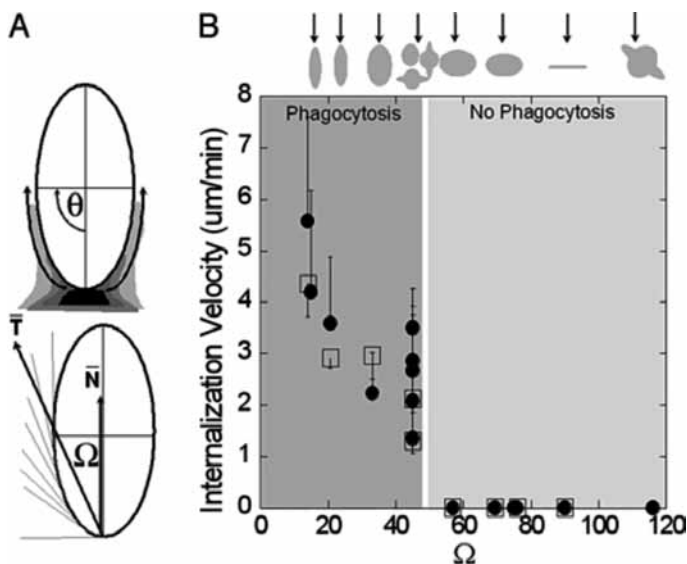 A
B
θ
T̄
N̄
Ω
Phagocytosis
No Phagocytosis
Internalization Velocity (um/min)
8
7
6
5
4
3
2
1
0
0 20 40 60 80 100 120
Ω